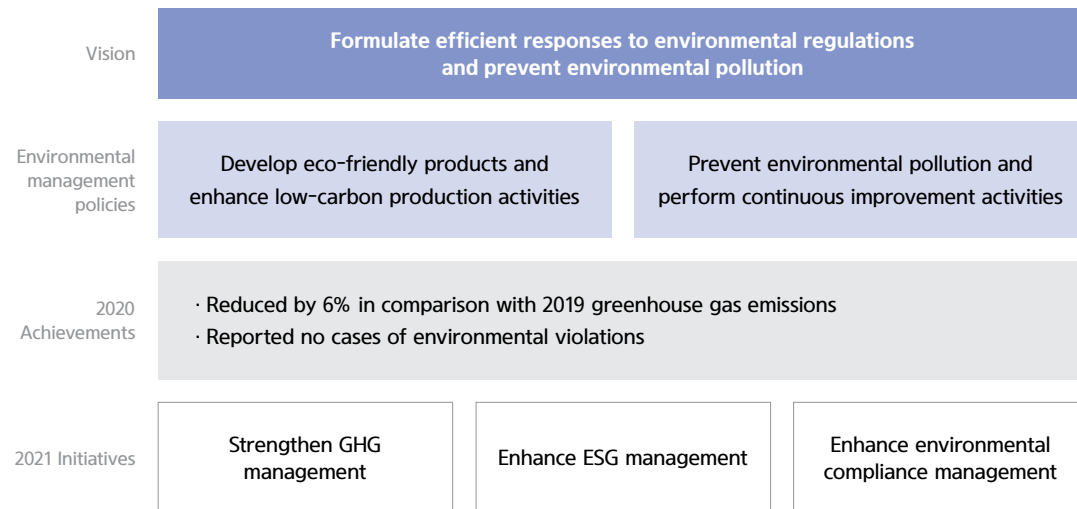 Vision
Formulate efficient responses to environmental regulations
and prevent environmental pollution
Environmental
management
policies
Develop eco-friendly products and
enhance low-carbon production activities
Prevent environmental pollution and
perform continuous improvement activities
2020
Achievements
· Reduced by 6% in comparison with 2019 greenhouse gas emissions
· Reported no cases of environmental violations
2021 Initiatives
Strengthen GHG
management
Enhance ESG management
Enhance environmental
compliance management